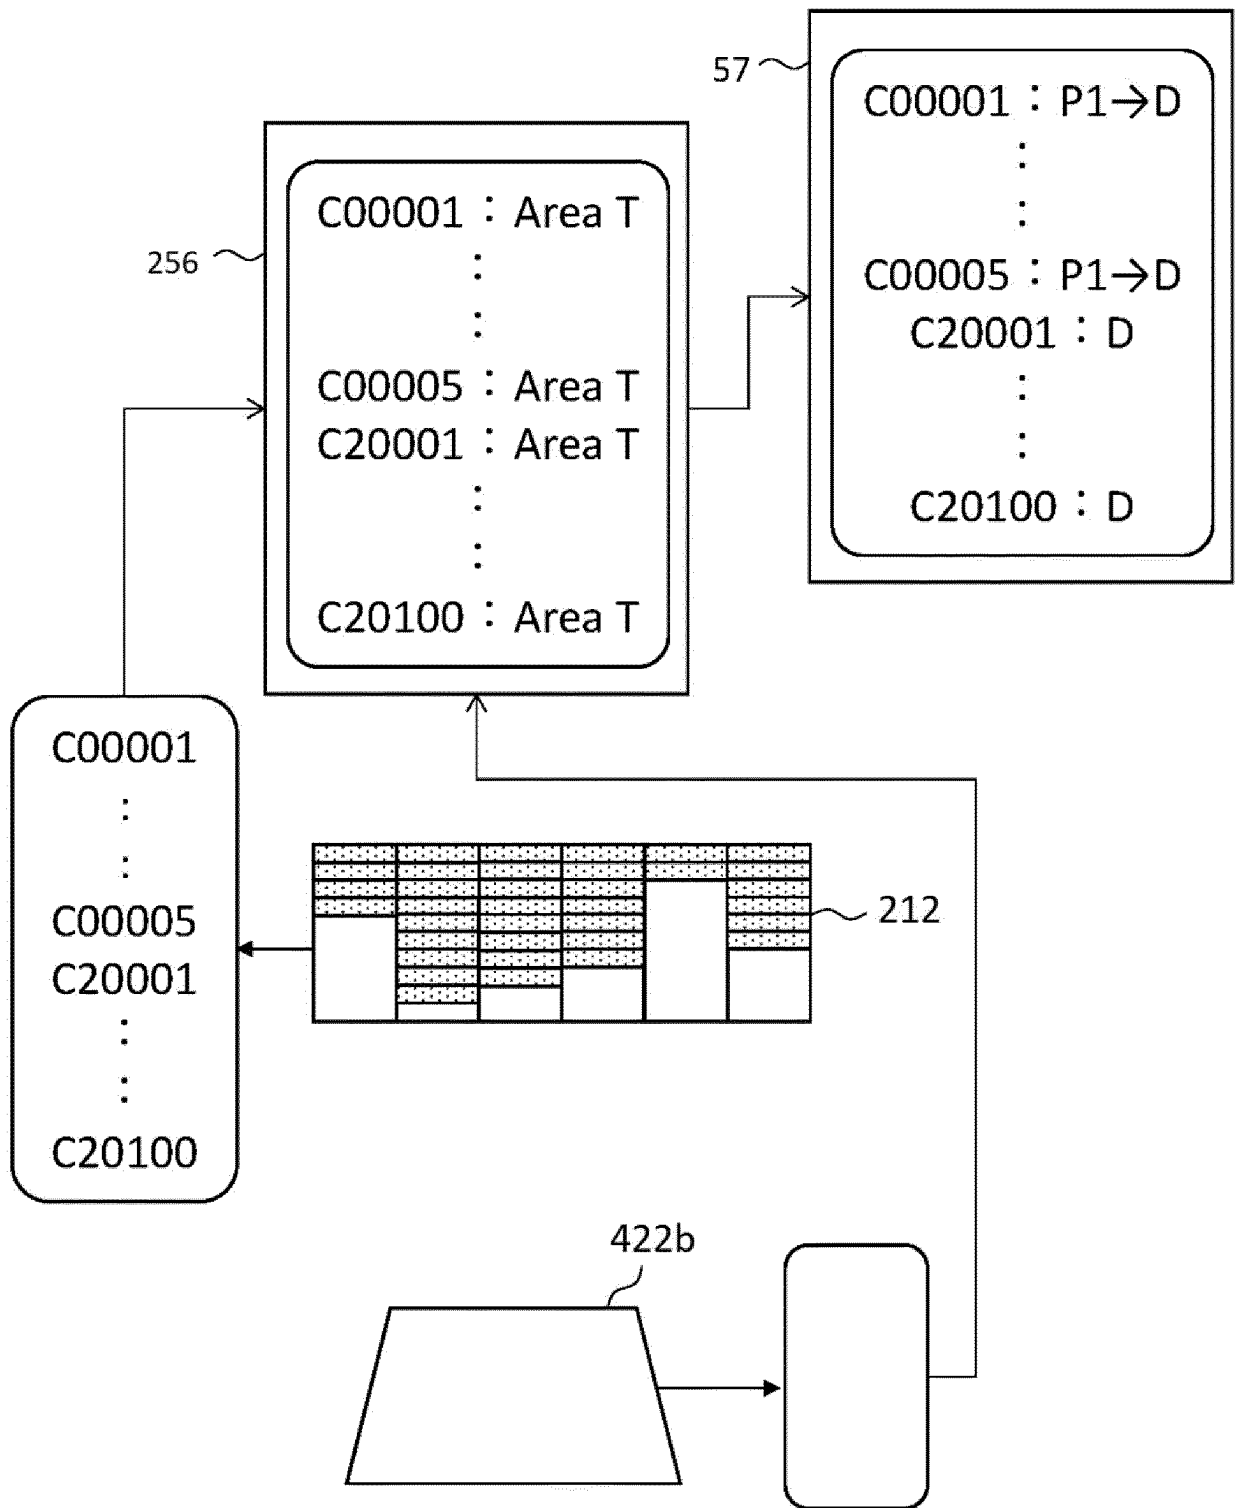 57
C00001 : P1→D
:
:
C00005 : P1→D
C20001 : D
:
:
C20100 : D
256
C00001 : Area T
:
:
C00005 : Area T
C20001 : Area T
:
:
C20100 : Area T
C00001
:
:
C00005
C20001
:
:
C20100
212
422b